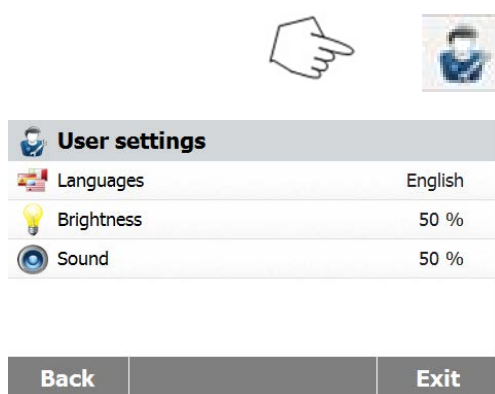 User settings
Languages English
Brightness 50 %
Sound 50 %
Back Exit